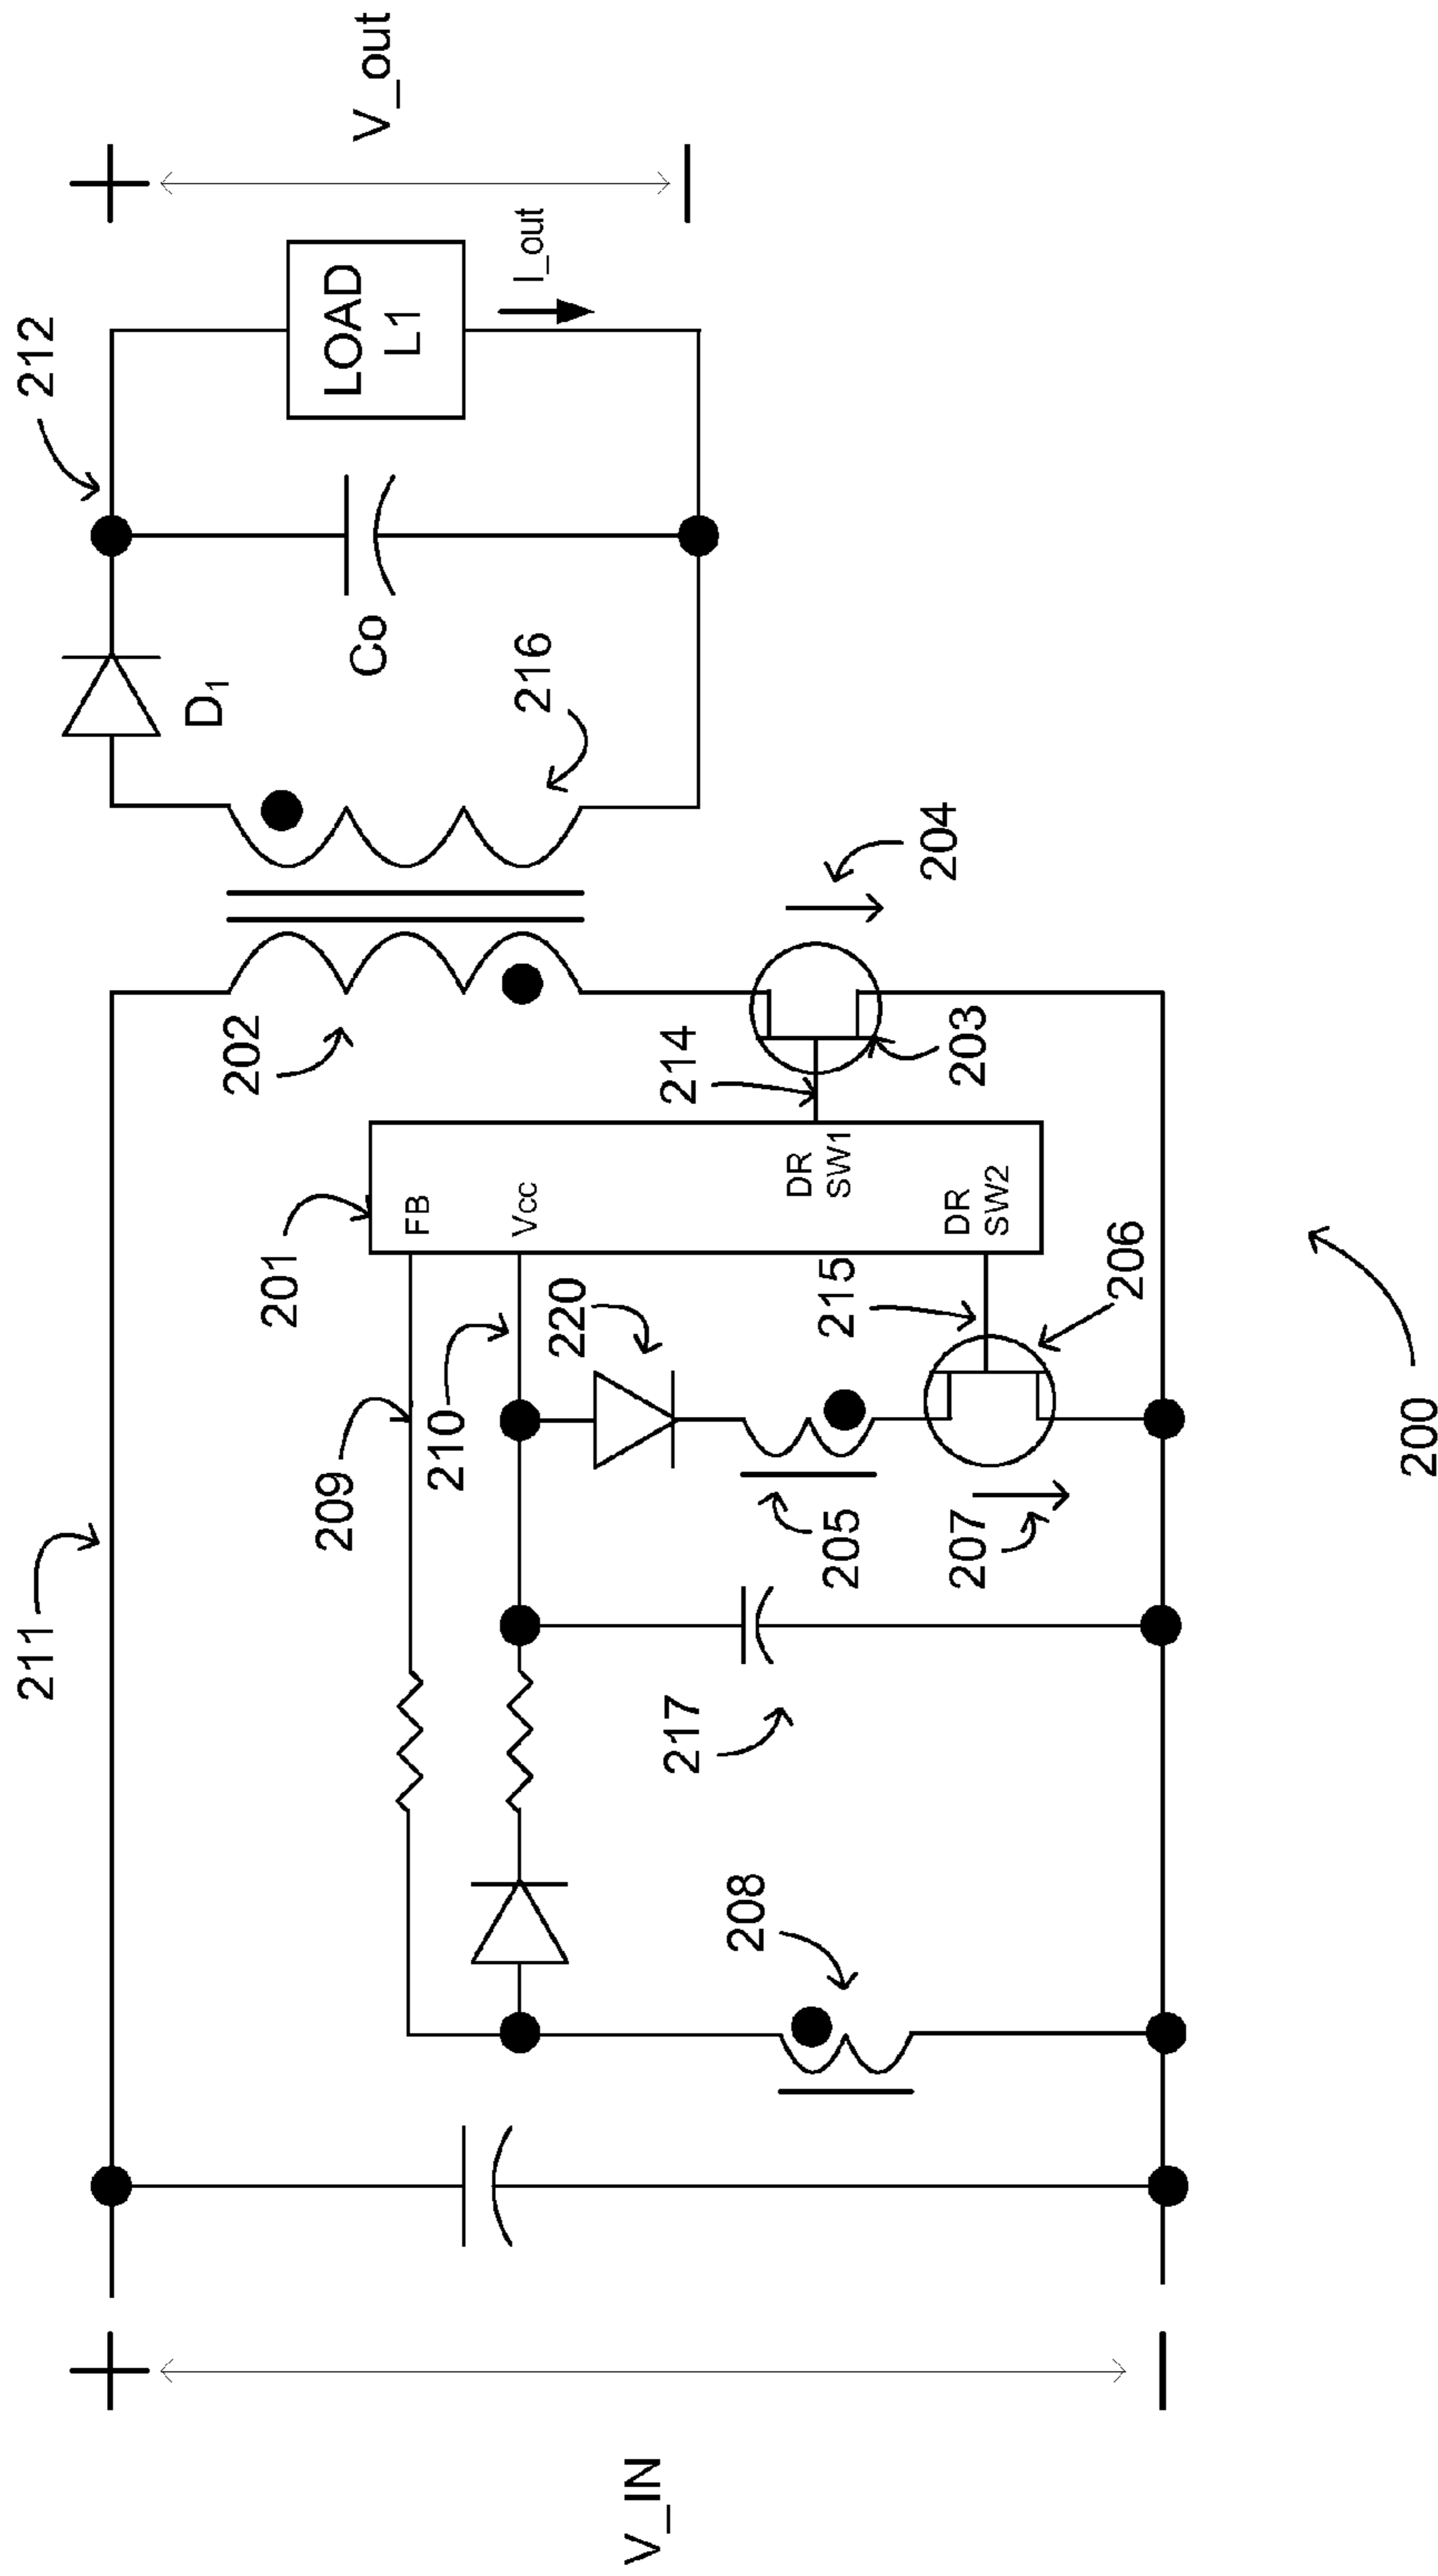 211
212
V_IN
V_out
+
−
+
−
208
217
209
210
220
205
207
206
215
201
FB
Vcc
DR
SW1
DR
SW2
202
214
203
204
216
D1
Co
LOAD
L1
I_out
200